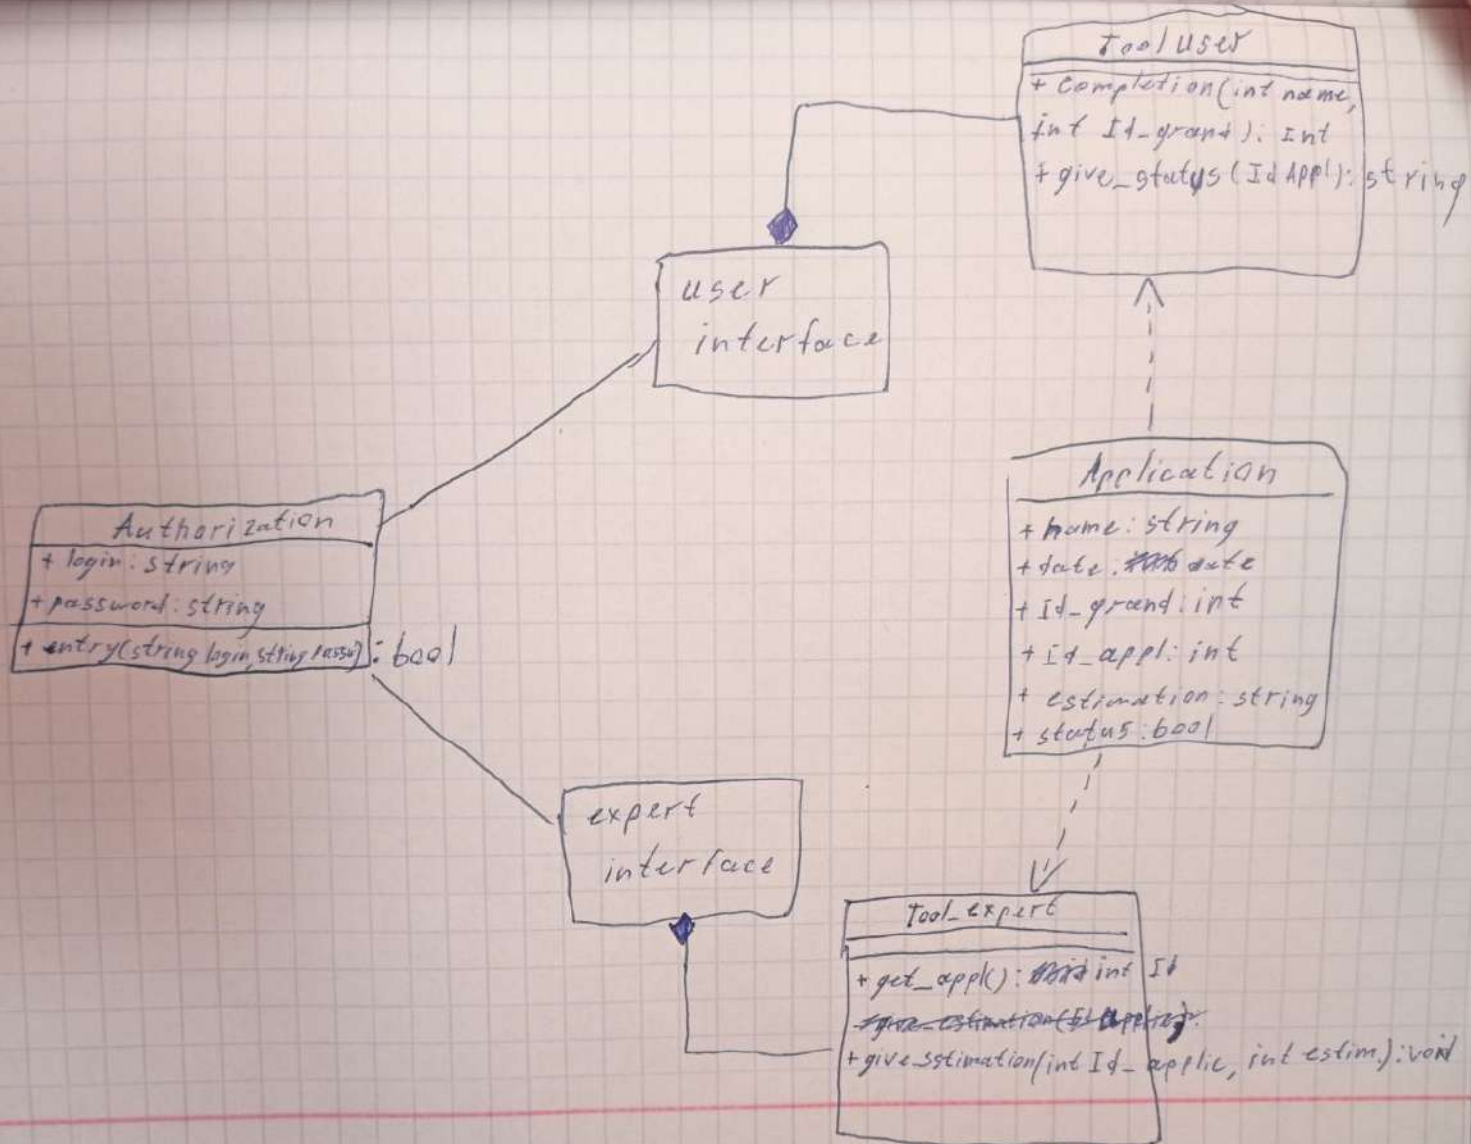 Tool user
+ completion(int name,
int Id_grand): Int
+ give_status(Id Appl): string
user
interface
Authorization
+ login: string
+ password: string
+ entry(string login, string passw): bool
Application
+ name: string
+ date: date
+ Id_grand: int
+ Id_appl: int
+ estimation: string
+ status: bool
expert
interface
Tool_expert
+ get_appl(): int Id
+ give_sstimation(int Id_applic, int estim.): void